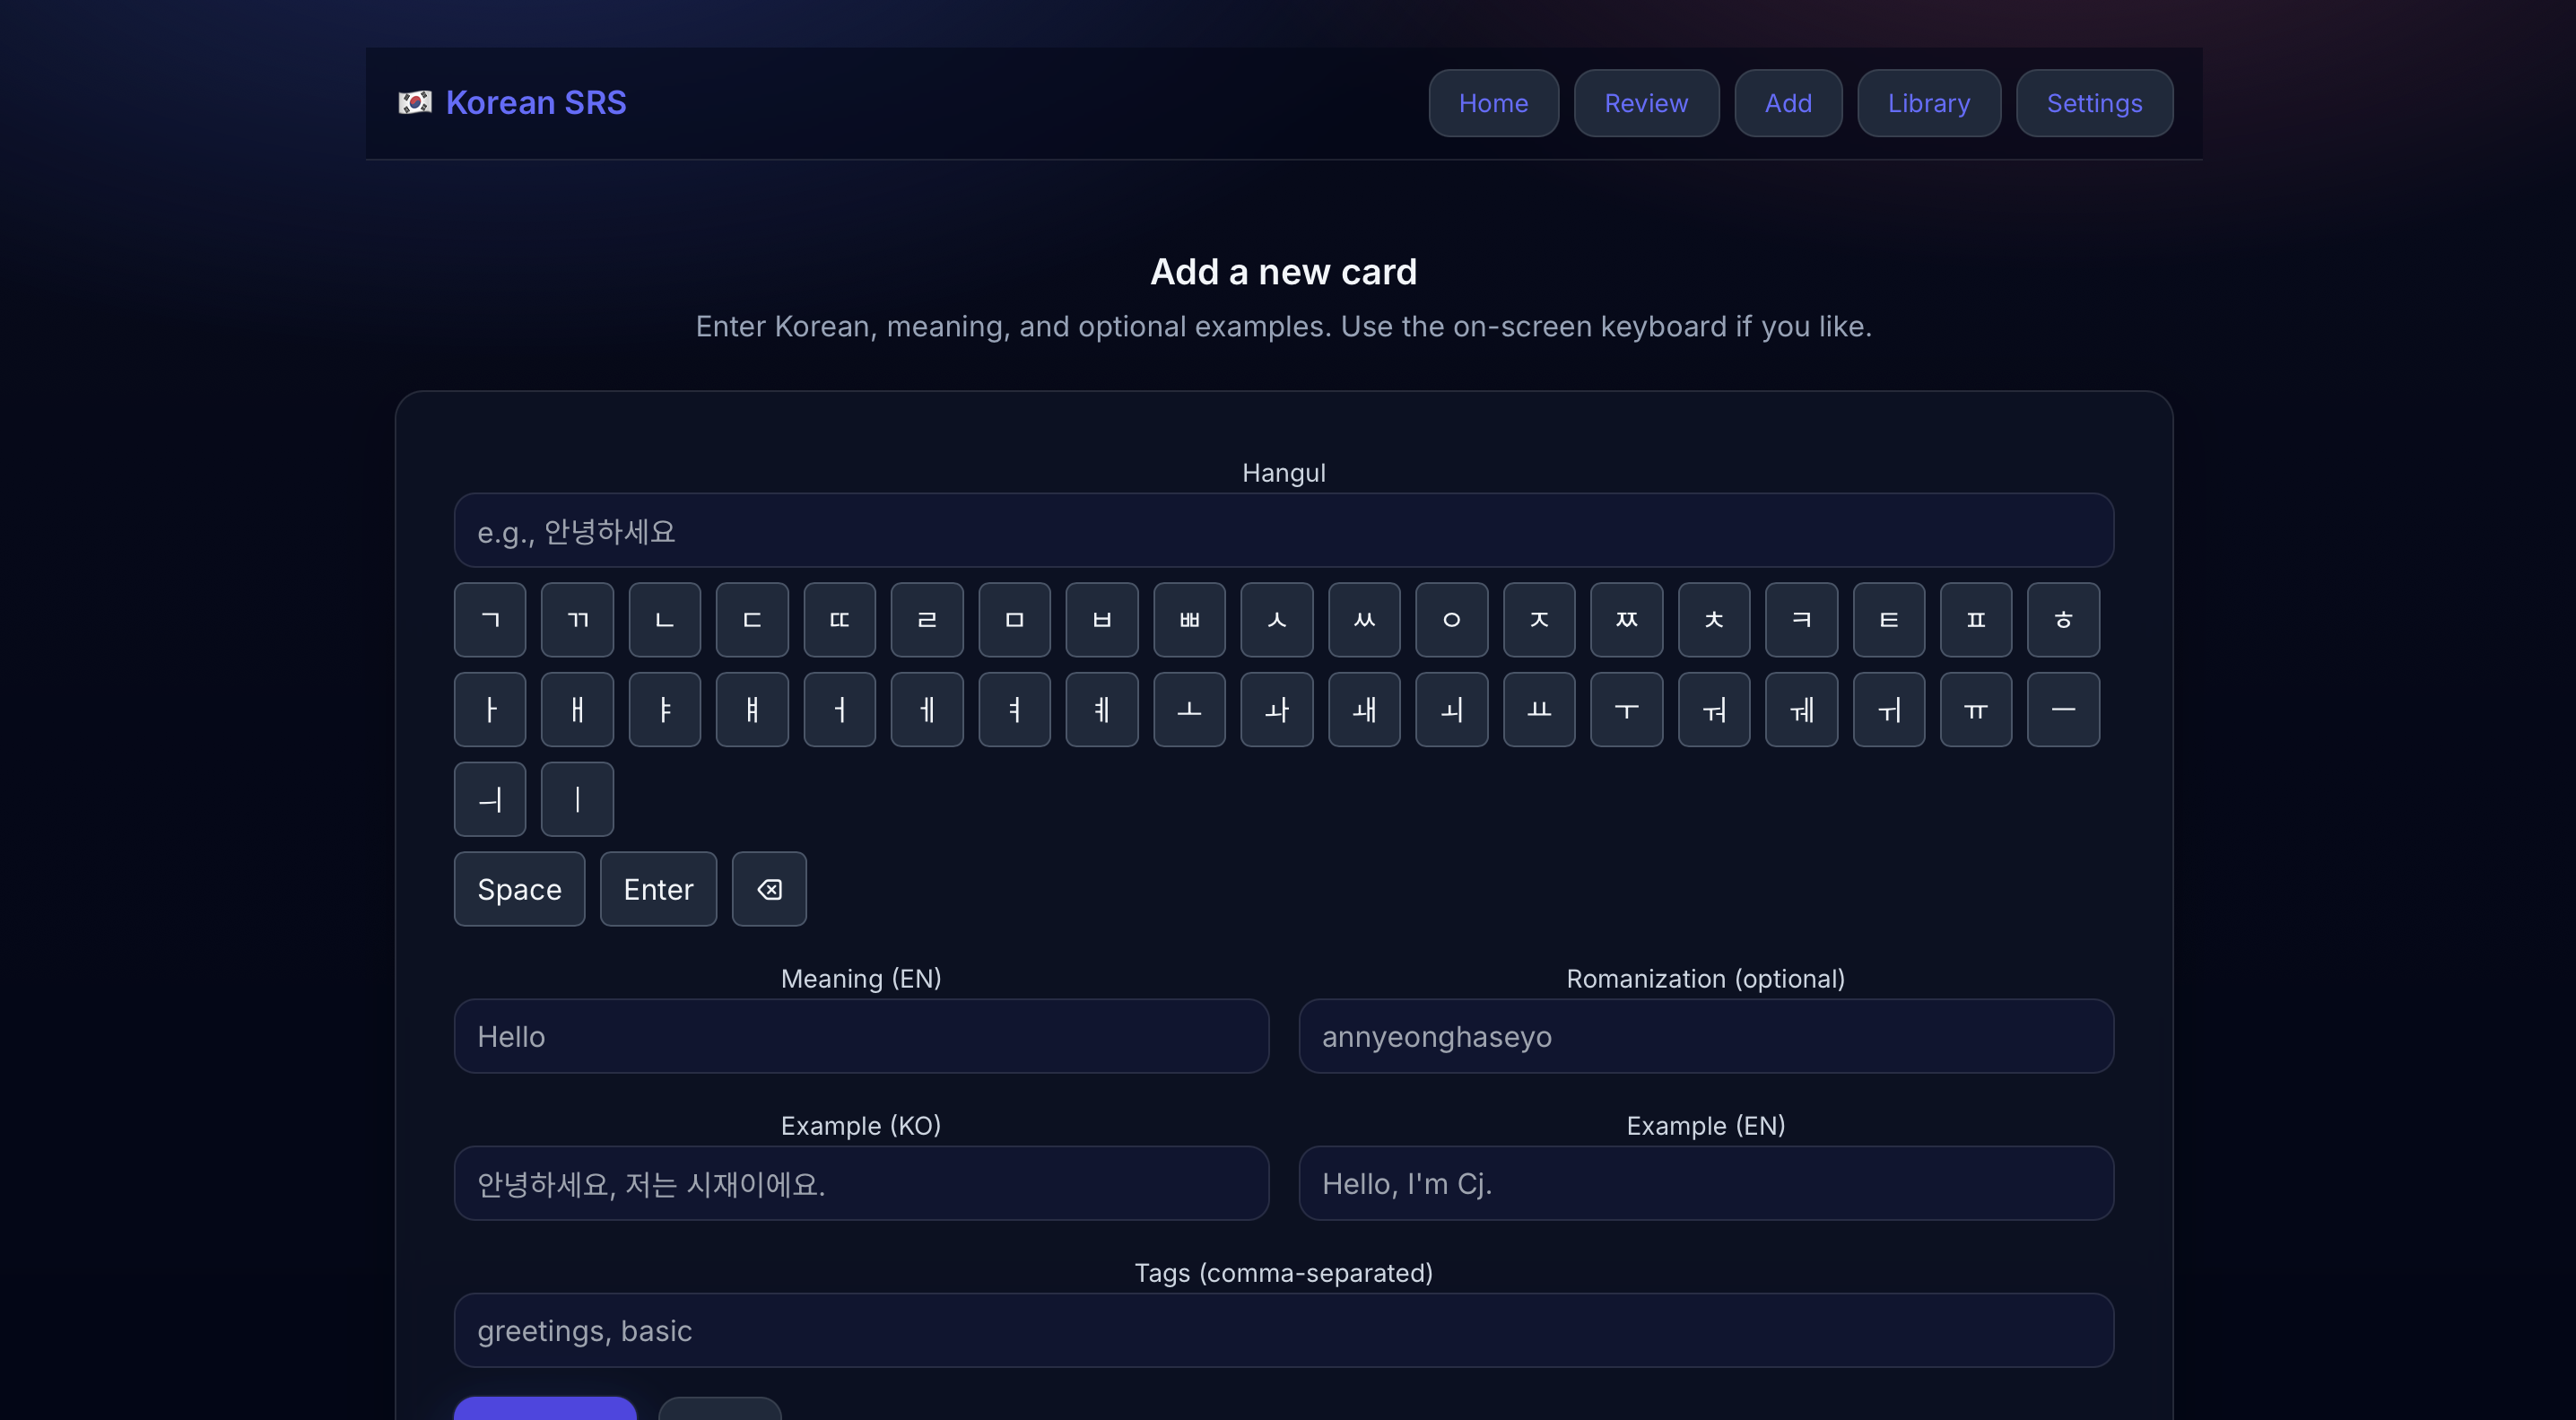 🇰🇷 Korean SRS
Home Review Add Library Settings
Add a new card
Enter Korean, meaning, and optional examples. Use the on-screen keyboard if you like.
Hangul
e.g., 안녕하세요
ㄱ ㄲ ㄴ ㄷ ㄸ ㄹ ㅁ ㅂ ㅃ ㅅ ㅆ ㅇ ㅈ ㅉ ㅊ ㅋ ㅌ ㅍ ㅎ
ㅏ ㅐ ㅑ ㅒ ㅓ ㅔ ㅕ ㅖ ㅗ ㅘ ㅙ ㅚ ㅛ ㅜ ㅝ ㅞ ㅟ ㅠ ㅡ
ㅢ ㅣ
Space Enter ⌫
Meaning (EN)
Hello
Romanization (optional)
annyeonghaseyo
Example (KO)
안녕하세요, 저는 시재이에요.
Example (EN)
Hello, I'm Cj.
Tags (comma-separated)
greetings, basic